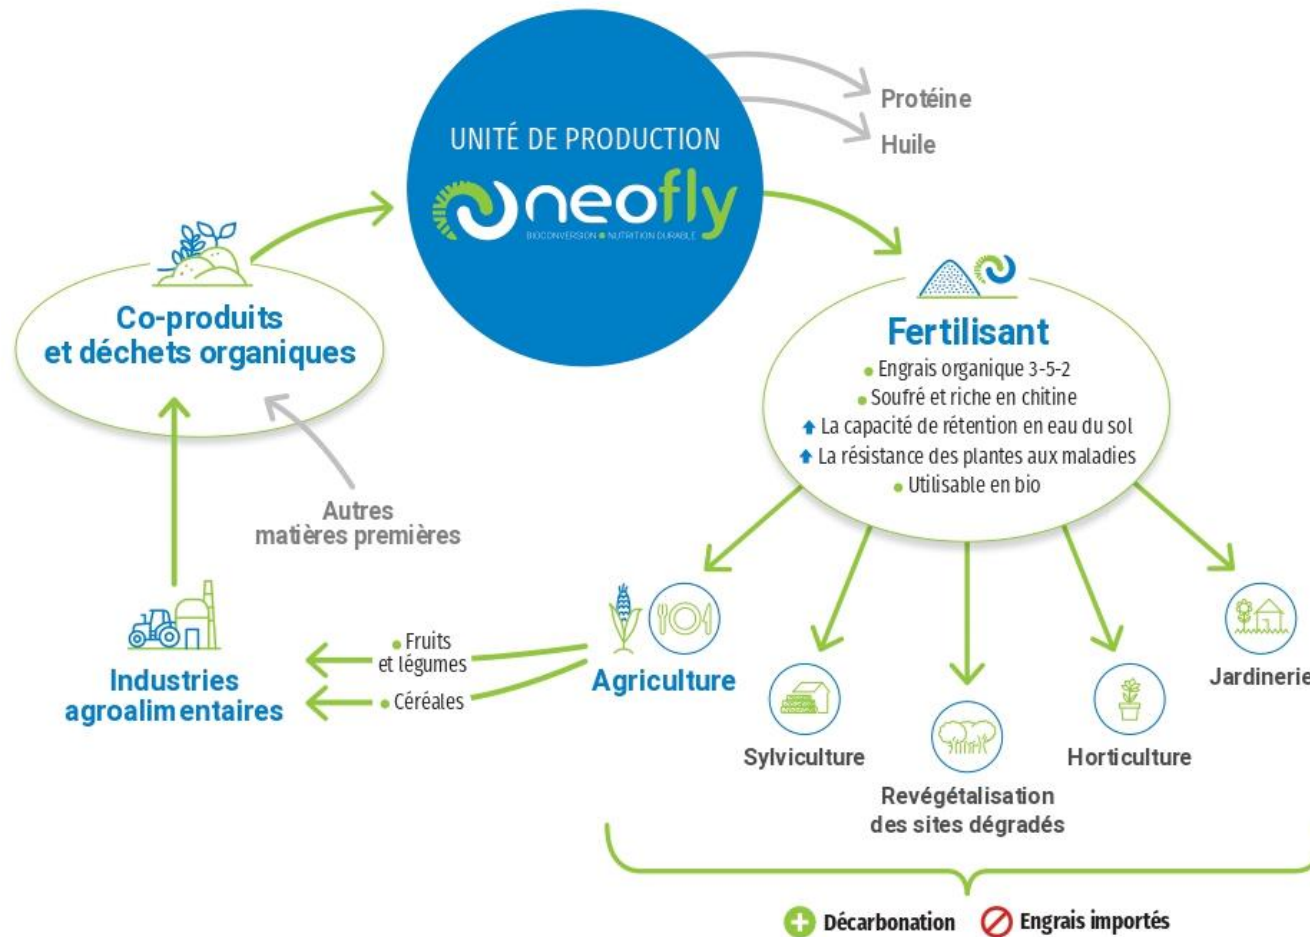 UNITÉ DE PRODUCTION
neofly
BIOCONVERSION • NUTRITION DURABLE
Protéine
Huile
Co-produits
et déchets organiques
Autres
matières premières
Industries
agroalimentaires
• Fruits
et légumes
• Céréales
Fertilisant
• Engrais organique 3-5-2
• Soufré et riche en chitine
La capacité de rétention en eau du sol
La résistance des plantes aux maladies
• Utilisable en bio
Agriculture
Sylviculture
Revégétalisation
des sites dégradés
Horticulture
Jardinerie
Décarbonation
Engrais importés